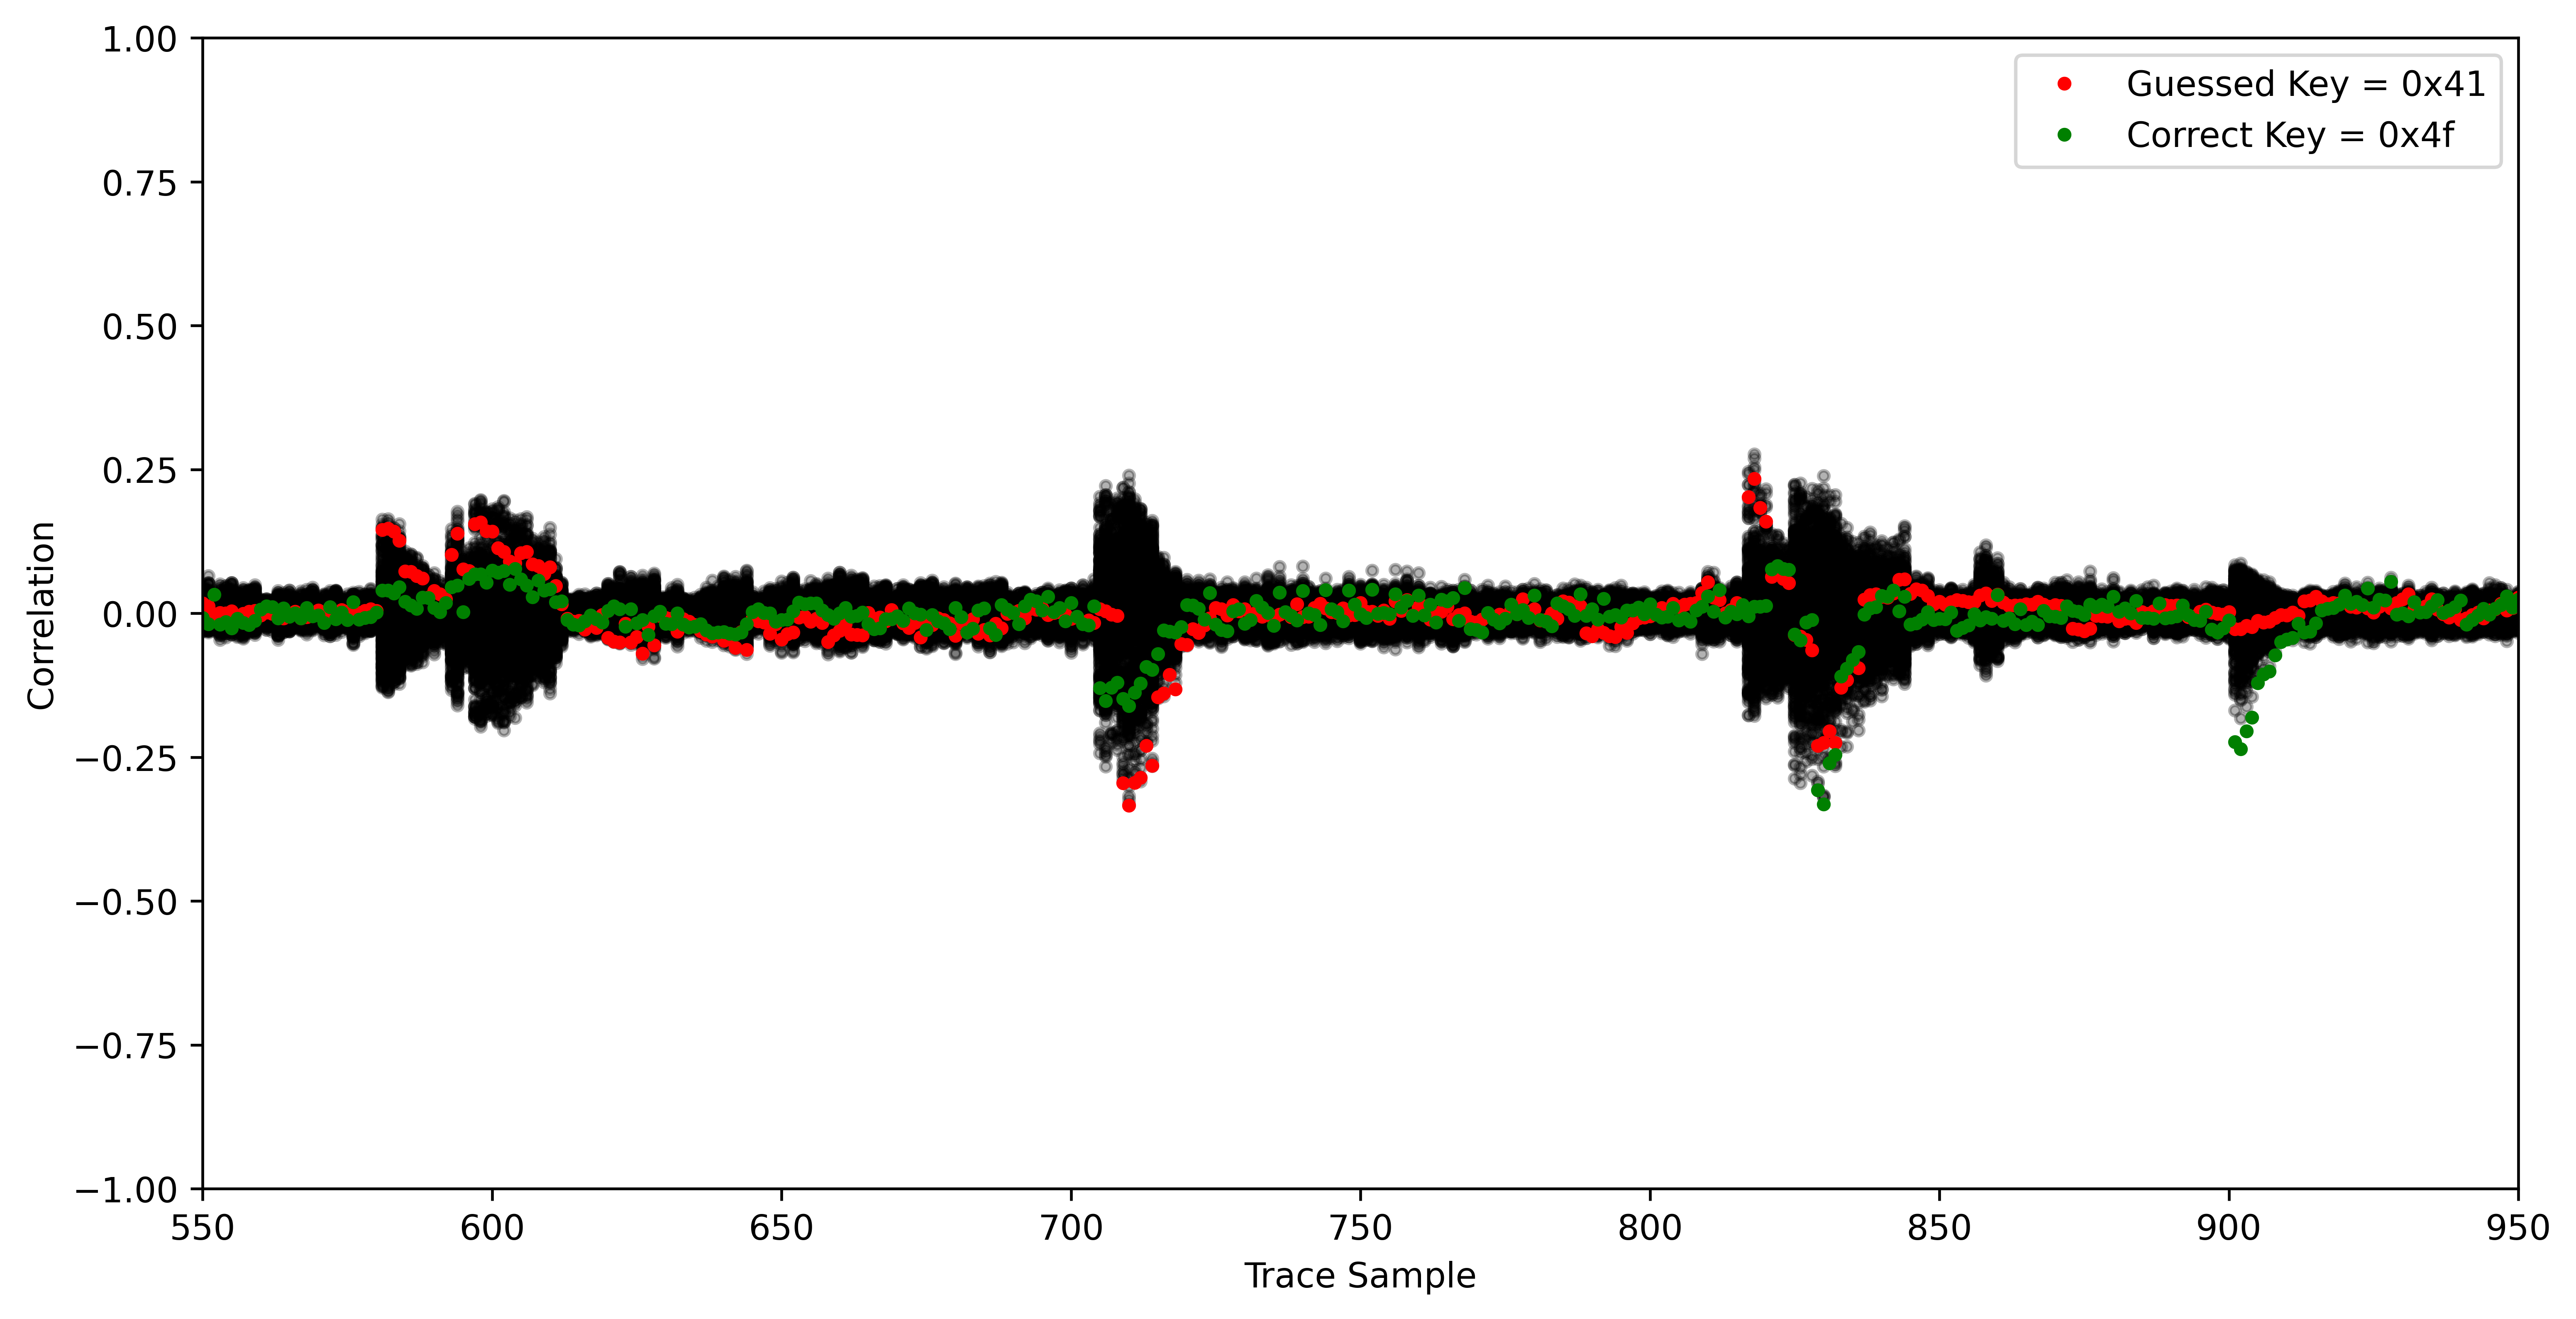 1.00
0.75
0.50
0.25
0.00
−0.25
−0.50
−0.75
−1.00
Correlation
Guessed Key = 0x41
Correct Key = 0x4f
550 600 650 700 750 800 850 900 950
Trace Sample